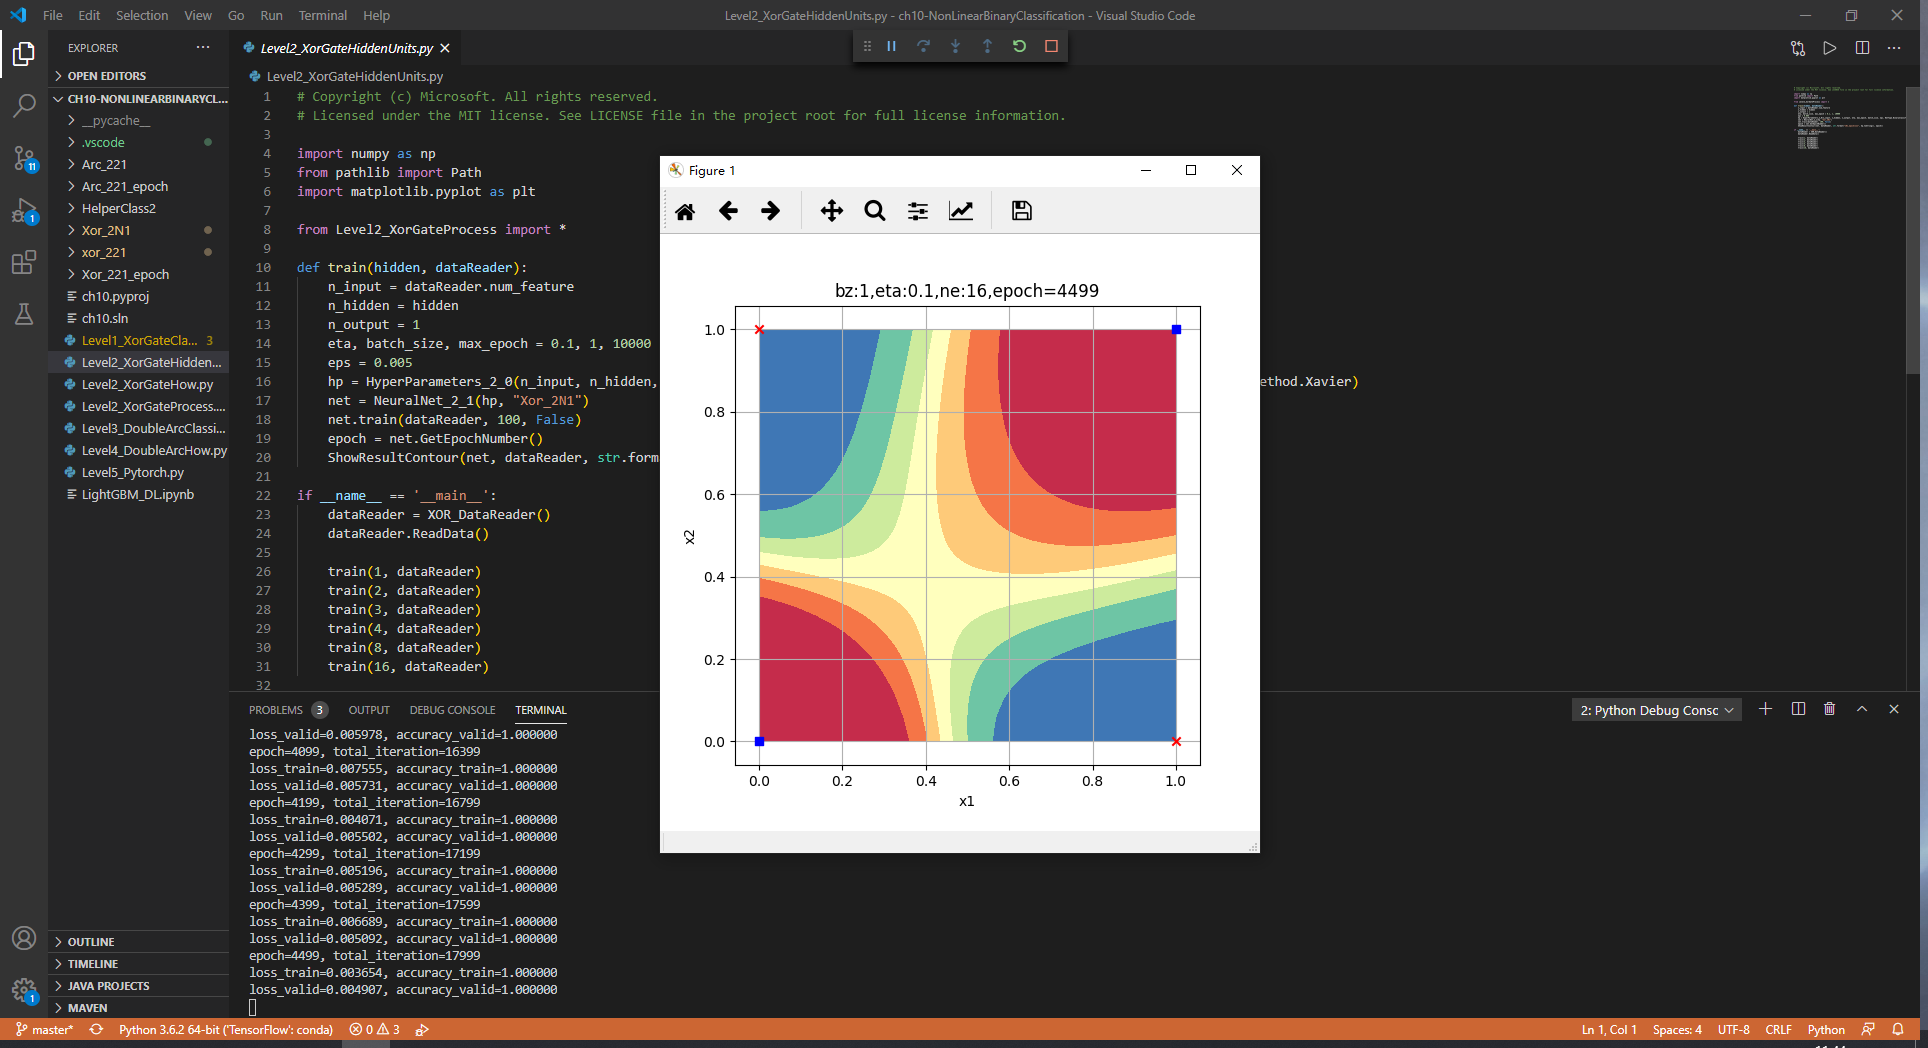 File Edit Selection View Go Run Terminal Help
Level2_XorGateHiddenUnits.py - ch10-NonLinearBinaryClassification - Visual Studio Code
EXPLORER
OPEN EDITORS
CH10-NONLINEARBINARYCL...
__pycache__
.vscode
Arc_221
Arc_221_epoch
HelperClass2
Xor_2N1
xor_221
Xor_221_epoch
ch10.pyproj
ch10.sln
Level1_XorGateCla... 3
Level2_XorGateHidden...
Level2_XorGateHow.py
Level2_XorGateProcess....
Level3_DoubleArcClassi...
Level4_DoubleArcHow.py
Level5_Pytorch.py
LightGBM_DL.ipynb
OUTLINE
TIMELINE
JAVA PROJECTS
MAVEN
11
1
1
Level2_XorGateHiddenUnits.py
Level2_XorGateHiddenUnits.py
1 # Copyright (c) Microsoft. All rights reserved.
2 # Licensed under the MIT license. See LICENSE file in the project root for full license information.
3
4 import numpy as np
5 from pathlib import Path
6 import matplotlib.pyplot as plt
7
8 from Level2_XorGateProcess import *
9
10 def train(hidden, dataReader):
11 n_input = dataReader.num_feature
12 n_hidden = hidden
13 n_output = 1
14 eta, batch_size, max_epoch = 0.1, 1, 10000
15 eps = 0.005
16 hp = HyperParameters_2_0(n_input, n_hidden, ethod.Xavier)
17 net = NeuralNet_2_1(hp, "Xor_2N1")
18 net.train(dataReader, 100, False)
19 epoch = net.GetEpochNumber()
20 ShowResultContour(net, dataReader, str.form
21
22 if __name__ == '__main__':
23 dataReader = XOR_DataReader()
24 dataReader.ReadData()
25
26 train(1, dataReader)
27 train(2, dataReader)
28 train(3, dataReader)
29 train(4, dataReader)
30 train(8, dataReader)
31 train(16, dataReader)
32
Figure 1
bz:1,eta:0.1,ne:16,epoch=4499
1.0
0.8
0.6
0.4
0.2
0.0
x2
0.0 0.2 0.4 0.6 0.8 1.0
x1
PROBLEMS 3 OUTPUT DEBUG CONSOLE TERMINAL
2: Python Debug Consc
loss_valid=0.005978, accuracy_valid=1.000000
epoch=4099, total_iteration=16399
loss_train=0.007555, accuracy_train=1.000000
loss_valid=0.005731, accuracy_valid=1.000000
epoch=4199, total_iteration=16799
loss_train=0.004071, accuracy_train=1.000000
loss_valid=0.005502, accuracy_valid=1.000000
epoch=4299, total_iteration=17199
loss_train=0.005196, accuracy_train=1.000000
loss_valid=0.005289, accuracy_valid=1.000000
epoch=4399, total_iteration=17599
loss_train=0.006689, accuracy_train=1.000000
loss_valid=0.005092, accuracy_valid=1.000000
epoch=4499, total_iteration=17999
loss_train=0.003654, accuracy_train=1.000000
loss_valid=0.004907, accuracy_valid=1.000000
master* Python 3.6.2 64-bit ('TensorFlow': conda) 0 3
Ln 1, Col 1 Spaces: 4 UTF-8 CRLF Python